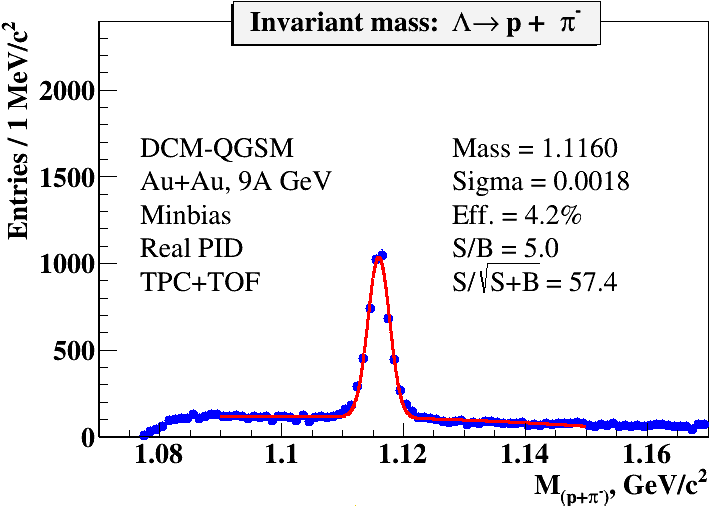 Invariant mass: Λ→ p + π⁻
Entries / 1 MeV/c²
2000
1500
1000
500
0
DCM-QGSM
Au+Au, 9A GeV
Minbias
Real PID
TPC+TOF
Mass = 1.1160
Sigma = 0.0018
Eff. = 4.2%
S/B = 5.0
S/√S+B = 57.4
1.08 1.1 1.12 1.14 1.16
M(p+π⁻), GeV/c²